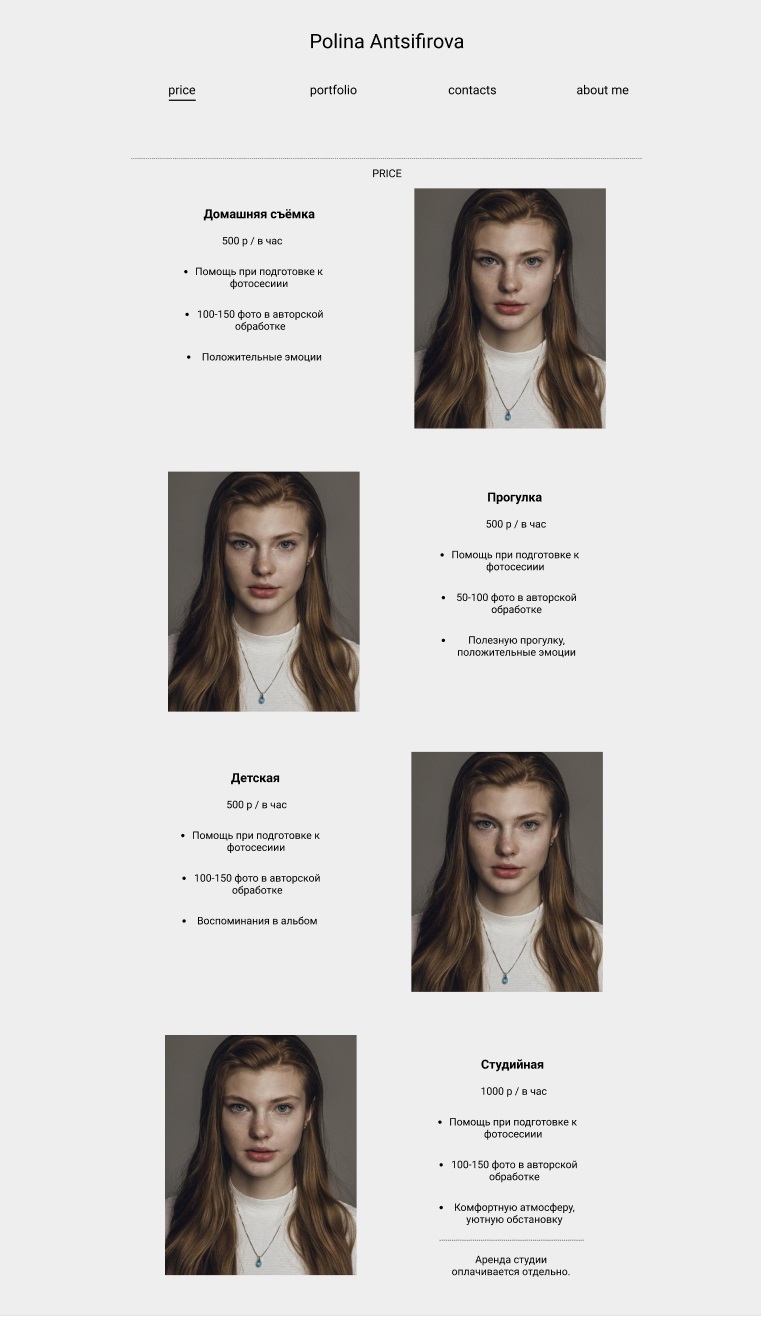 Polina Antsifirova
price portfolio contacts about me
PRICE
Домашняя съёмка
500 р / в час
• Помощь при подготовке к
фотосесиии
• 100-150 фото в авторской
обработке
• Положительные эмоции
Прогулка
500 р / в час
• Помощь при подготовке к
фотосесиии
• 50-100 фото в авторской
обработке
• Полезную прогулку,
положительные эмоции
Детская
500 р / в час
• Помощь при подготовке к
фотосесиии
• 100-150 фото в авторской
обработке
• Воспоминания в альбом
Студийная
1000 р / в час
• Помощь при подготовке к
фотосесиии
• 100-150 фото в авторской
обработке
• Комфортную атмосферу,
уютную обстановку
Аренда студии
оплачивается отдельно.